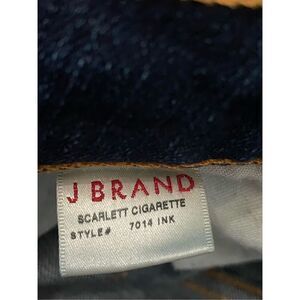 J BRAND
SCARLETT CIGARETTE
STYLE# 7014 INK